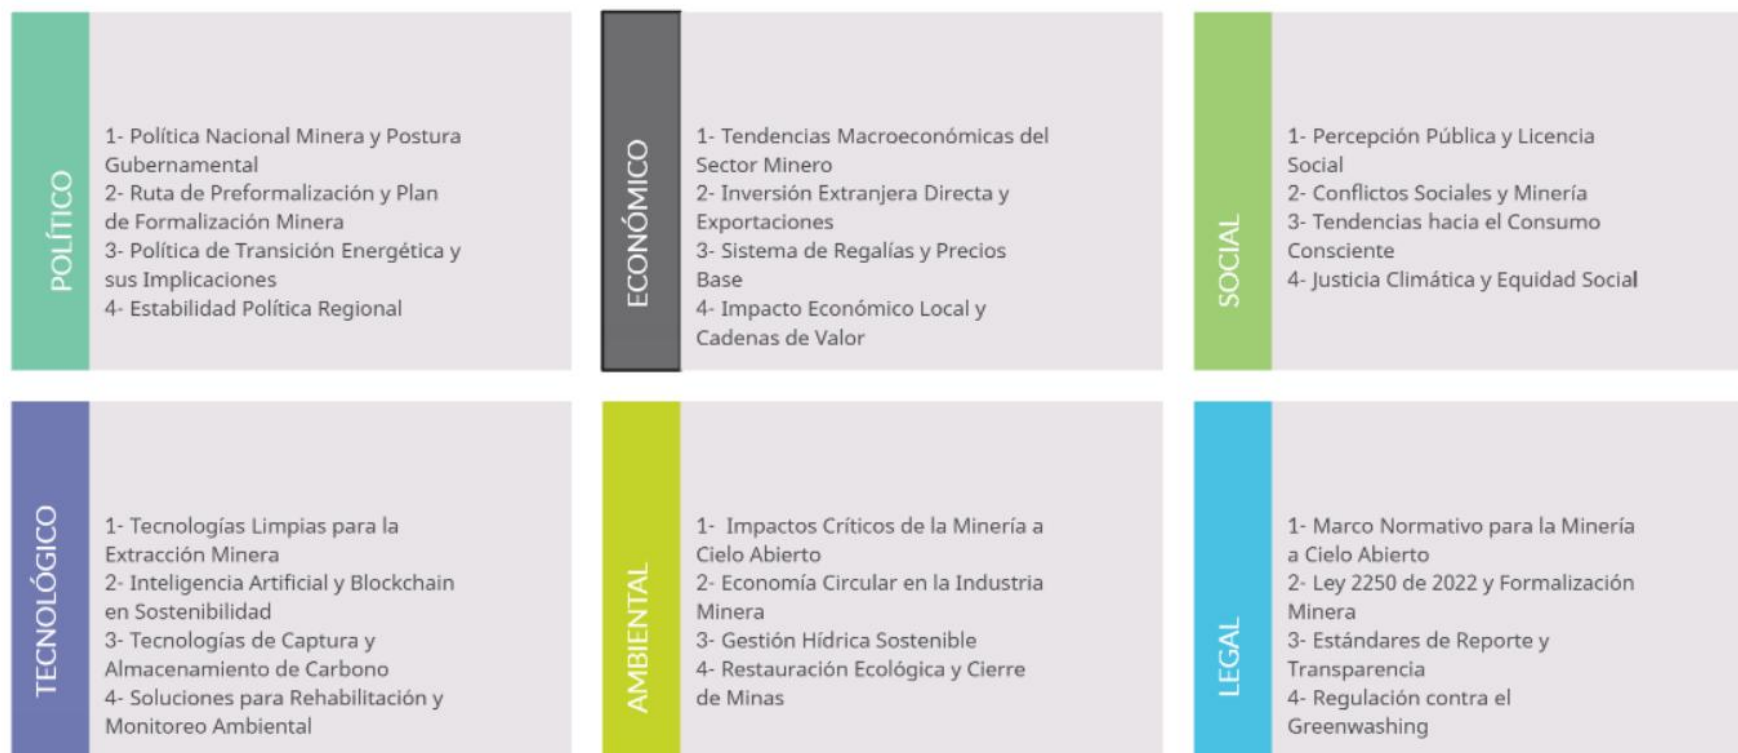 POLÍTICO
1- Política Nacional Minera y Postura
Gubernamental
2- Ruta de Preformalización y Plan
de Formalización Minera
3- Política de Transición Energética y
sus Implicaciones
4- Estabilidad Política Regional
ECONÓMICO
1- Tendencias Macroeconómicas del
Sector Minero
2- Inversión Extranjera Directa y
Exportaciones
3- Sistema de Regalías y Precios
Base
4- Impacto Económico Local y
Cadenas de Valor
SOCIAL
1- Percepción Pública y Licencia
Social
2- Conflictos Sociales y Minería
3- Tendencias hacia el Consumo
Consciente
4- Justicia Climática y Equidad Social
TECNOLÓGICO
1- Tecnologías Limpias para la
Extracción Minera
2- Inteligencia Artificial y Blockchain
en Sostenibilidad
3- Tecnologías de Captura y
Almacenamiento de Carbono
4- Soluciones para Rehabilitación y
Monitoreo Ambiental
AMBIENTAL
1- Impactos Críticos de la Minería a
Cielo Abierto
2- Economía Circular en la Industria
Minera
3- Gestión Hídrica Sostenible
4- Restauración Ecológica y Cierre
de Minas
LEGAL
1- Marco Normativo para la Minería
a Cielo Abierto
2- Ley 2250 de 2022 y Formalización
Minera
3- Estándares de Reporte y
Transparencia
4- Regulación contra el
Greenwashing